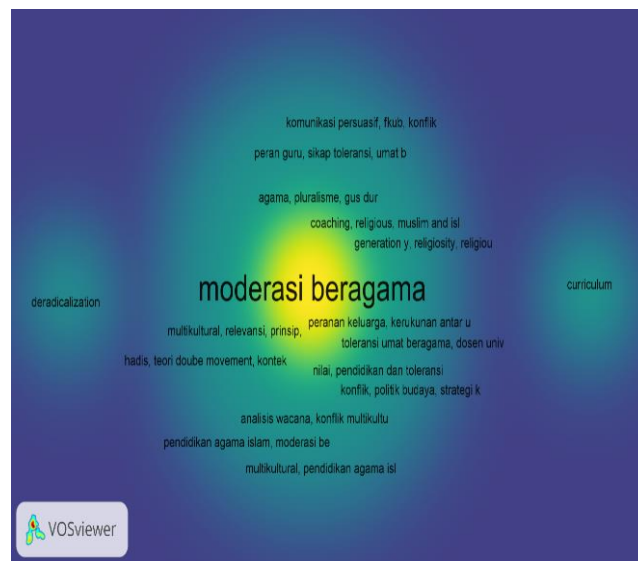 komunikasi persuasif, fkub, konflik
peran guru, sikap toleransi, umat b
agama, pluralisme, gus dur
coaching, religious, muslim and isl
generation y, religiosity, religiou
moderasi beragama
curriculum
deradicalization
peranan keluarga, kerukunan antar u
multikultural, relevansi, prinsip,
toleransi umat beragama, dosen univ
hadis, teori doube movement, kontek
nilai, pendidikan dan toleransi
konflik, politik budaya, strategi k
analisis wacana, konflik multikultu
pendidikan agama islam, moderasi be
multikultural, pendidikan agama isl
VOSviewer